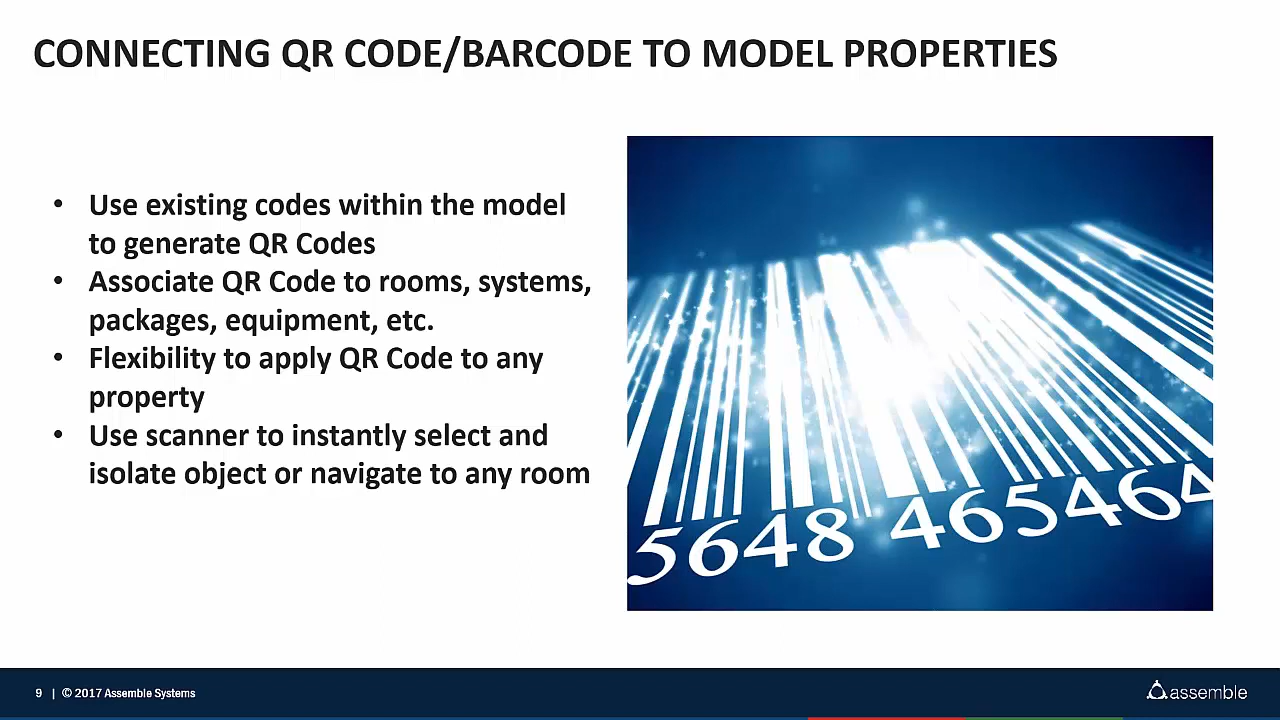 CONNECTING QR CODE/BARCODE TO MODEL PROPERTIES
• Use existing codes within the model
to generate QR Codes
• Associate QR Code to rooms, systems,
packages, equipment, etc.
• Flexibility to apply QR Code to any
property
• Use scanner to instantly select and
isolate object or navigate to any room
5648 465464
9 | © 2017 Assemble Systems
assemble